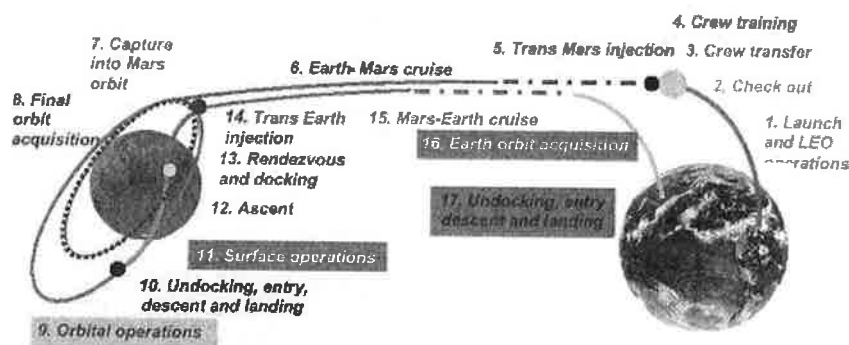 4. Crew training
7. Capture
into Mars
orbit
5. Trans Mars injection
3. Crew transfer
6. Earth-Mars cruise
2. Check out
8. Final
orbit
acquisition
14. Trans Earth
injection
15. Mars-Earth cruise
1. Launch
and LEO
operations
16. Earth orbit acquisition
13. Rendezvous
and docking
12. Ascent
17. Undocking, entry
descent and landing
11. Surface operations
10. Undocking, entry,
descent and landing
9. Orbital operations